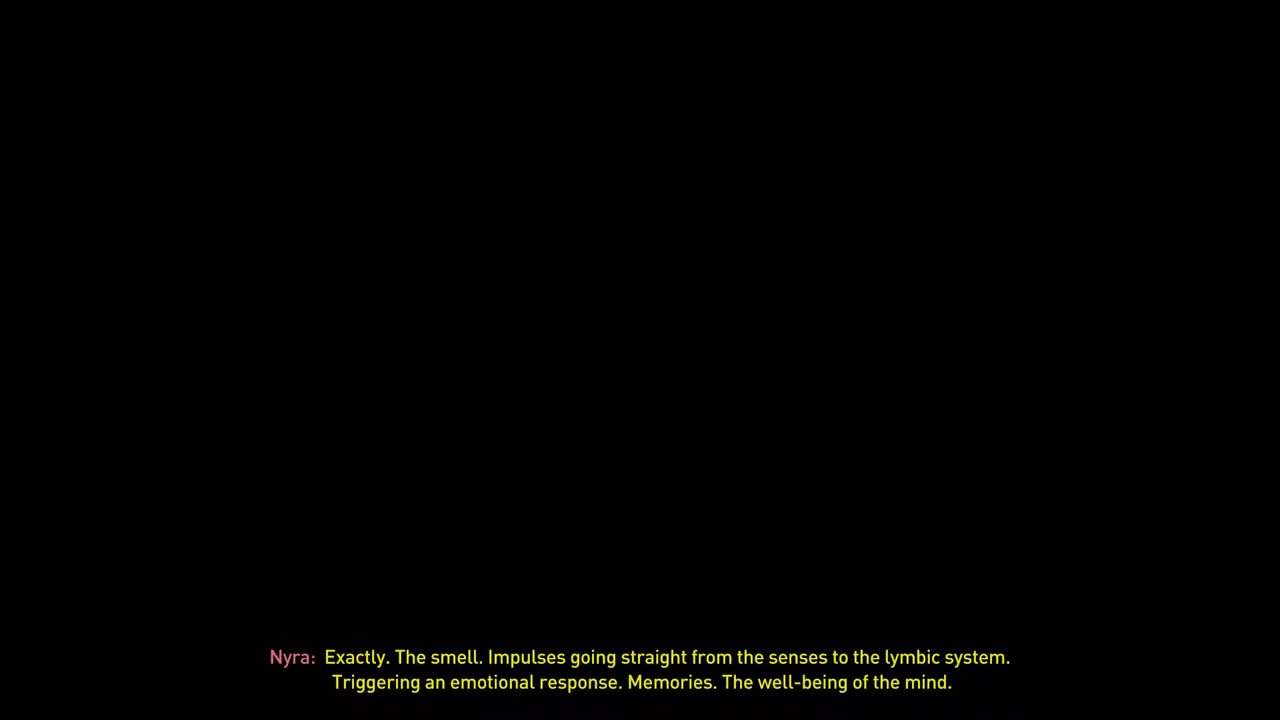 Nyra: Exactly. The smell. Impulses going straight from the senses to the lymbic system.
Triggering an emotional response. Memories. The well-being of the mind.